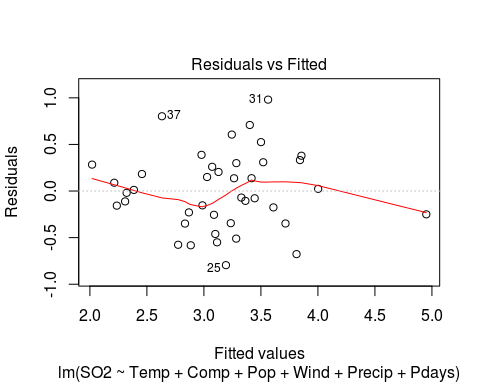 Residuals vs Fitted
Residuals
1.0
0.5
0.0
-0.5
-1.0
31
37
25
2.0 2.5 3.0 3.5 4.0 4.5 5.0
Fitted values
lm(SO2 ~ Temp + Comp + Pop + Wind + Precip + Pdays)